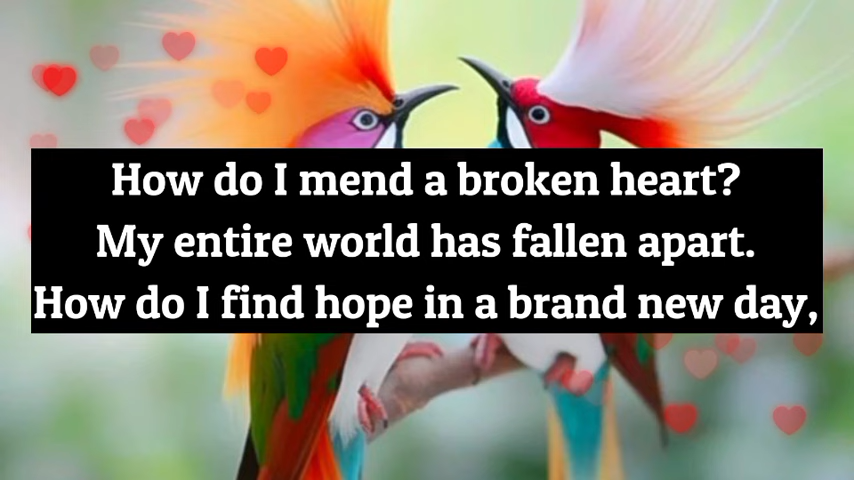 How do I mend a broken heart?
My entire world has fallen apart.
How do I find hope in a brand new day,